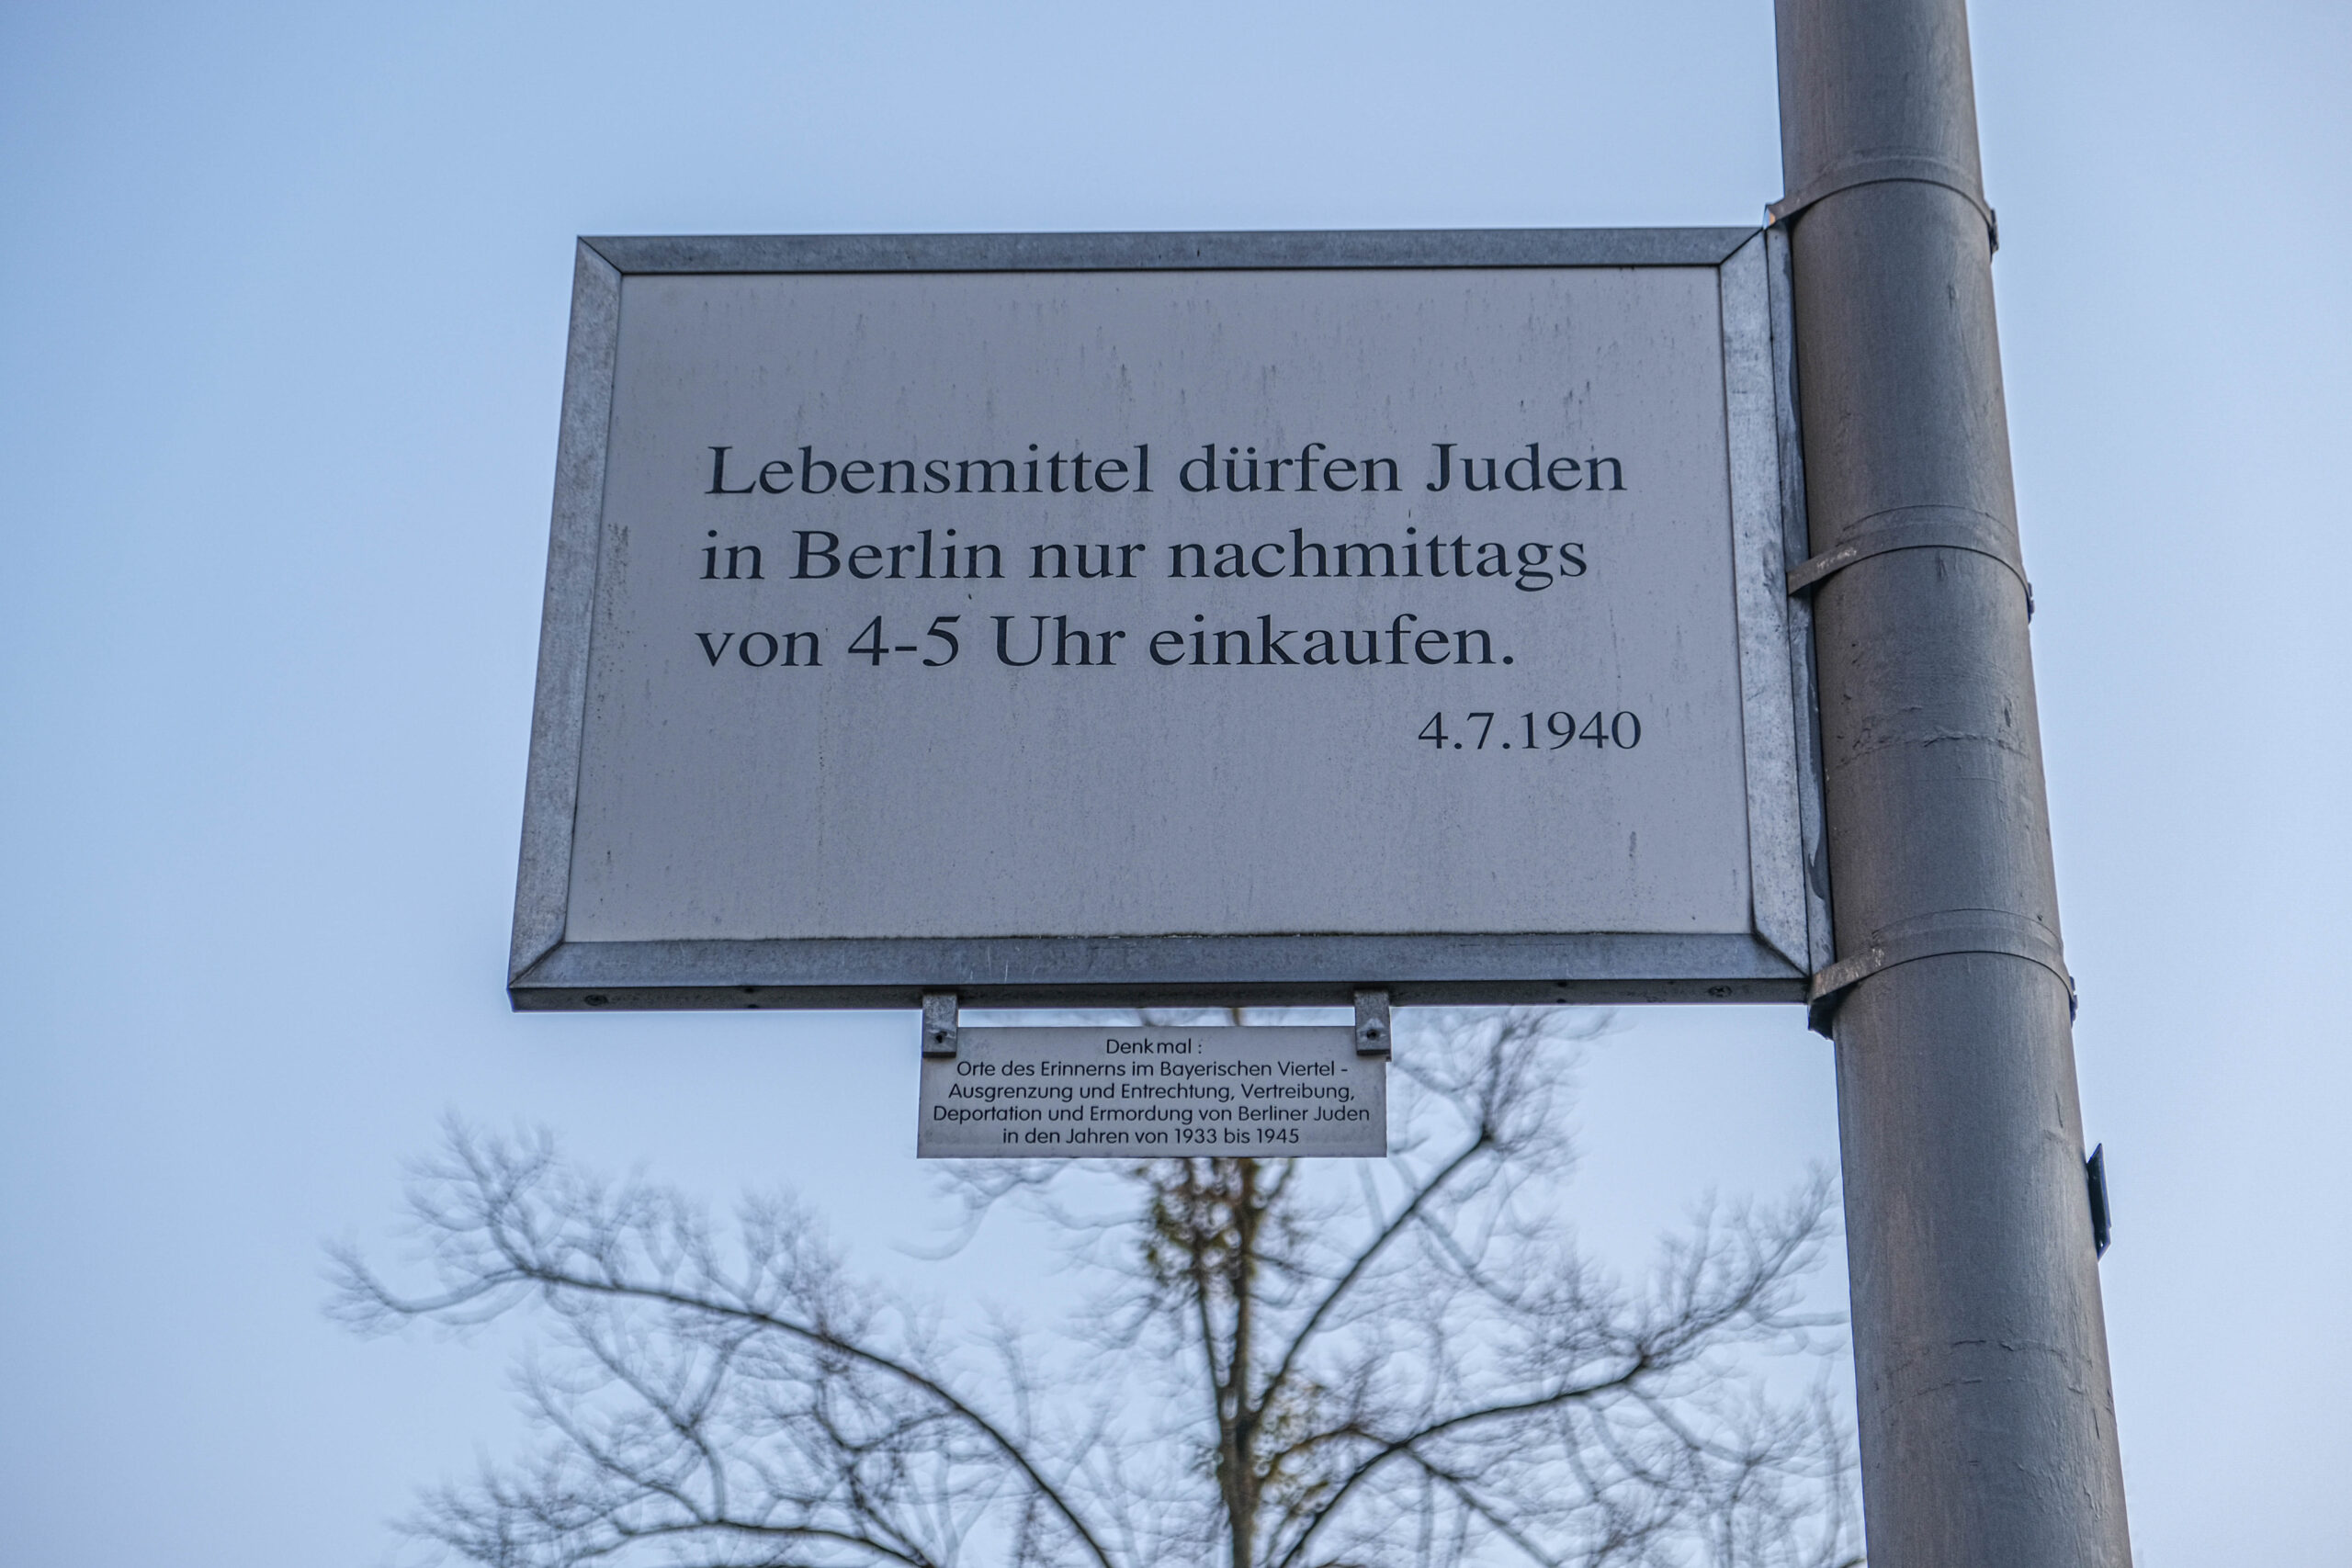 Lebensmittel dürfen Juden
in Berlin nur nachmittags
von 4-5 Uhr einkaufen.
4.7.1940
Denkmal :
Orte des Erinnerns im Bayerischen Viertel -
Ausgrenzung und Entrechtung, Vertreibung,
Deportation und Ermordung von Berliner Juden
in den Jahren von 1933 bis 1945